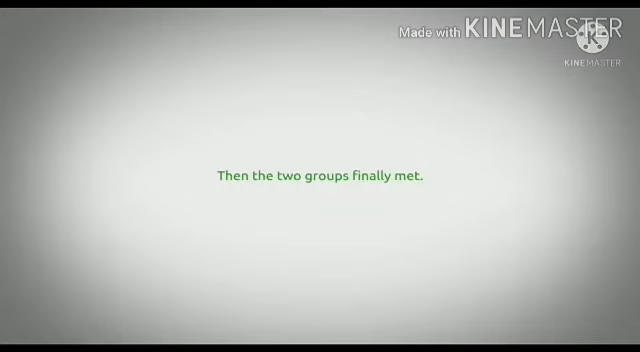 Made with KINEMASTER
KINEMASTER
Then the two groups finally met.